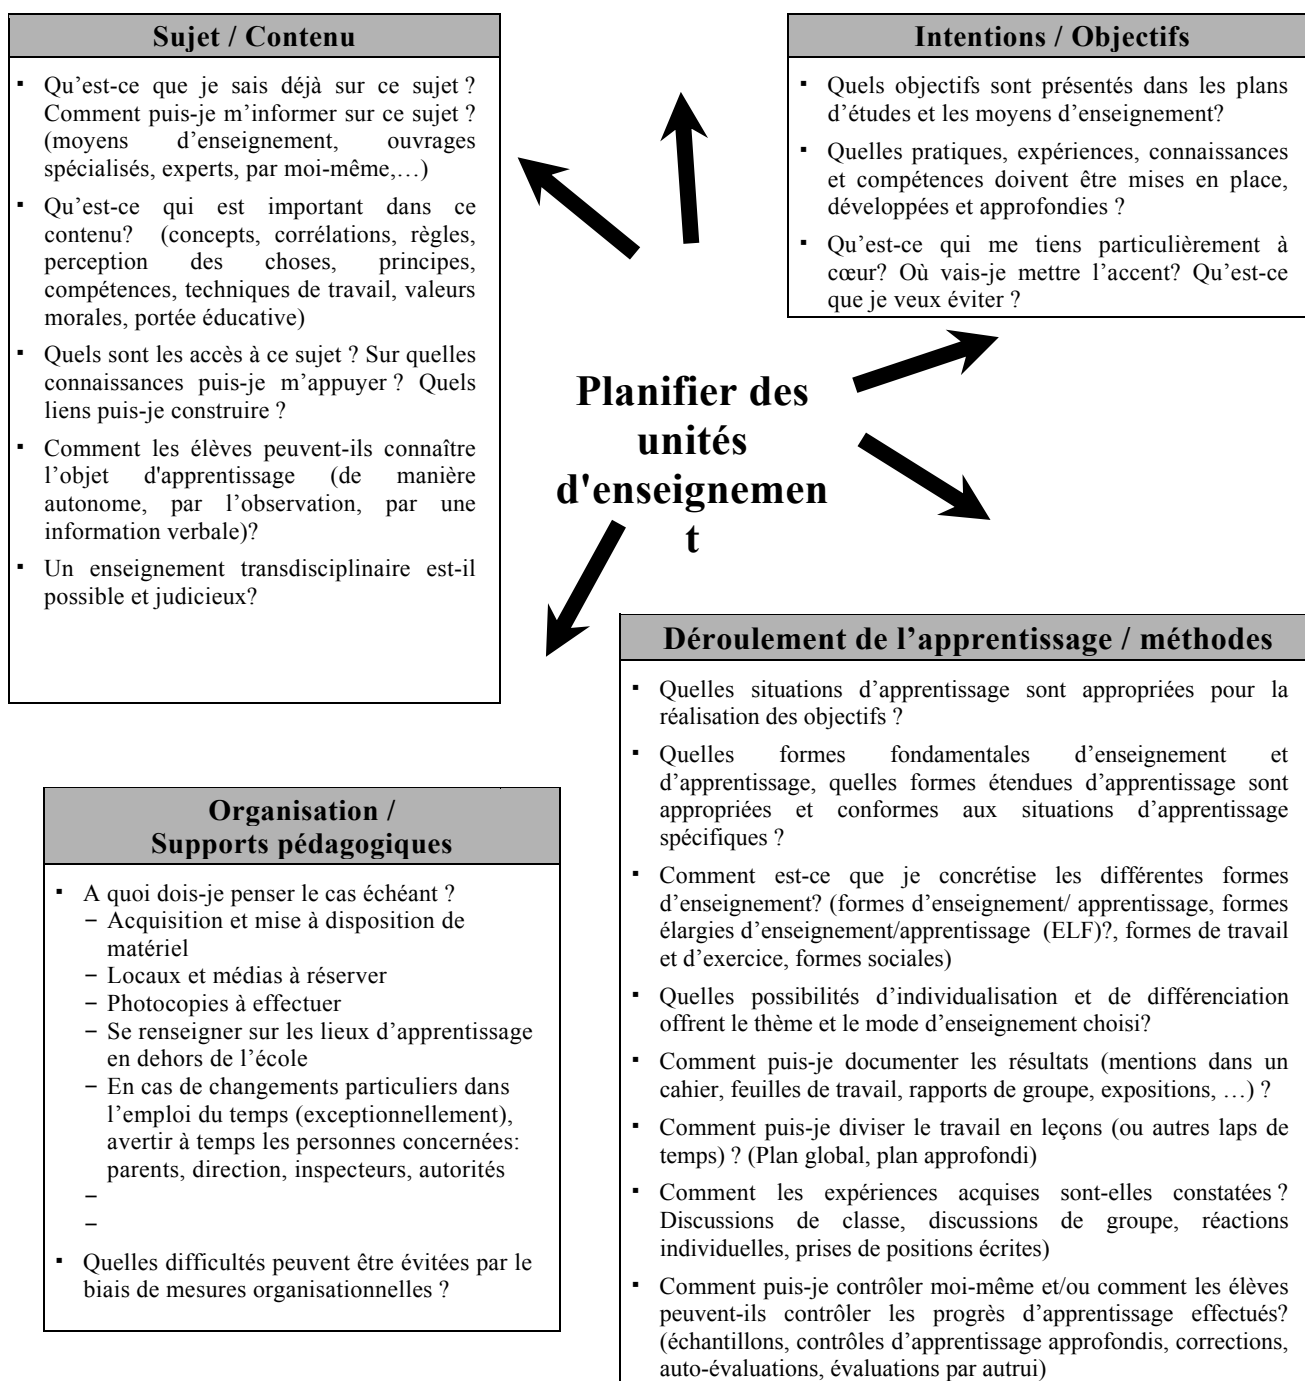 Sujet / Contenu
▪ Qu’est-ce que je sais déjà sur ce sujet ?
Comment puis-je m’informer sur ce sujet ?
(moyens d’enseignement, ouvrages
spécialisés, experts, par moi-même,…)
▪ Qu’est-ce qui est important dans ce
contenu? (concepts, corrélations, règles,
perception des choses, principes,
compétences, techniques de travail, valeurs
morales, portée éducative)
▪ Quels sont les accès à ce sujet ? Sur quelles
connaissances puis-je m’appuyer ? Quels
liens puis-je construire ?
▪ Comment les élèves peuvent-ils connaître
l’objet d'apprentissage (de manière
autonome, par l’observation, par une
information verbale)?
▪ Un enseignement transdisciplinaire est-il
possible et judicieux?
Intentions / Objectifs
▪ Quels objectifs sont présentés dans les plans
d’études et les moyens d’enseignement?
▪ Quelles pratiques, expériences, connaissances
et compétences doivent être mises en place,
développées et approfondies ?
▪ Qu’est-ce qui me tiens particulièrement à
cœur? Où vais-je mettre l’accent? Qu’est-ce
que je veux éviter ?
Planifier des
unités
d'enseignemen
t
Organisation /
Supports pédagogiques
▪ A quoi dois-je penser le cas échéant ?
– Acquisition et mise à disposition de
matériel
– Locaux et médias à réserver
– Photocopies à effectuer
– Se renseigner sur les lieux d’apprentissage
en dehors de l’école
– En cas de changements particuliers dans
l’emploi du temps (exceptionnellement),
avertir à temps les personnes concernées:
parents, direction, inspecteurs, autorités
–
–
▪ Quelles difficultés peuvent être évitées par le
biais de mesures organisationnelles ?
Déroulement de l’apprentissage / méthodes
▪ Quelles situations d’apprentissage sont appropriées pour la
réalisation des objectifs ?
▪ Quelles formes fondamentales d’enseignement et
d’apprentissage, quelles formes étendues d’apprentissage sont
appropriées et conformes aux situations d’apprentissage
spécifiques ?
▪ Comment est-ce que je concrétise les différentes formes
d’enseignement? (formes d’enseignement/ apprentissage, formes
élargies d’enseignement/apprentissage (ELF)?, formes de travail
et d’exercice, formes sociales)
▪ Quelles possibilités d’individualisation et de différenciation
offrent le thème et le mode d’enseignement choisi?
▪ Comment puis-je documenter les résultats (mentions dans un
cahier, feuilles de travail, rapports de groupe, expositions, …) ?
▪ Comment puis-je diviser le travail en leçons (ou autres laps de
temps) ? (Plan global, plan approfondi)
▪ Comment les expériences acquises sont-elles constatées ?
Discussions de classe, discussions de groupe, réactions
individuelles, prises de positions écrites)
▪ Comment puis-je contrôler moi-même et/ou comment les élèves
peuvent-ils contrôler les progrès d’apprentissage effectués?
(échantillons, contrôles d’apprentissage approfondis, corrections,
auto-évaluations, évaluations par autrui)